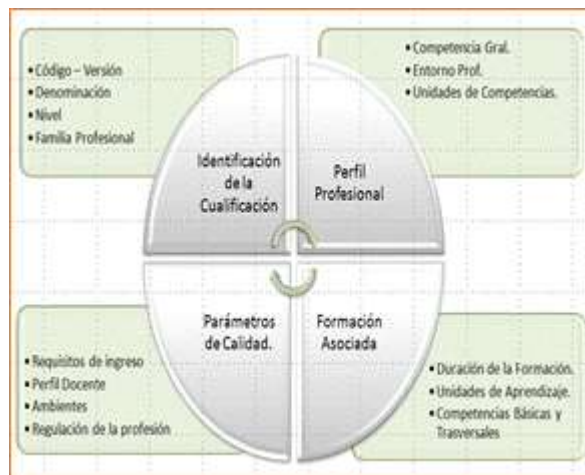 • Código – Versión
• Denominación
• Nivel
• Familia Profesional
• Competencia Gral.
• Entorno Prof.
• Unidades de Competencias.
Identificación
de la
Cualificación
Perfil
Profesional
Parámetros
de Calidad.
Formación
Asociada
• Requisitos de ingreso
• Perfil Docente
• Ambientes
• Regulación de la profesión
• Duración de la Formación.
• Unidades de Aprendizaje.
• Competencias Básicas y
Trasversales